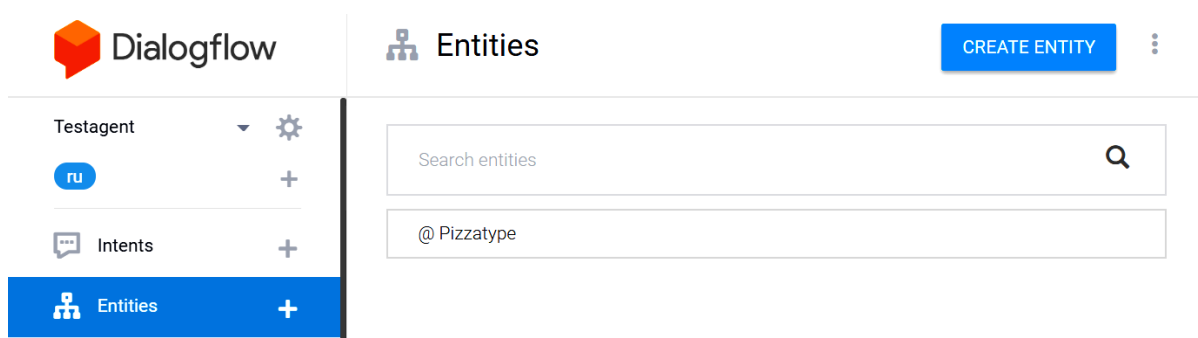 Dialogflow
Entities
CREATE ENTITY
Testagent
ru
Intents
Entities
Search entities
@ Pizzatype